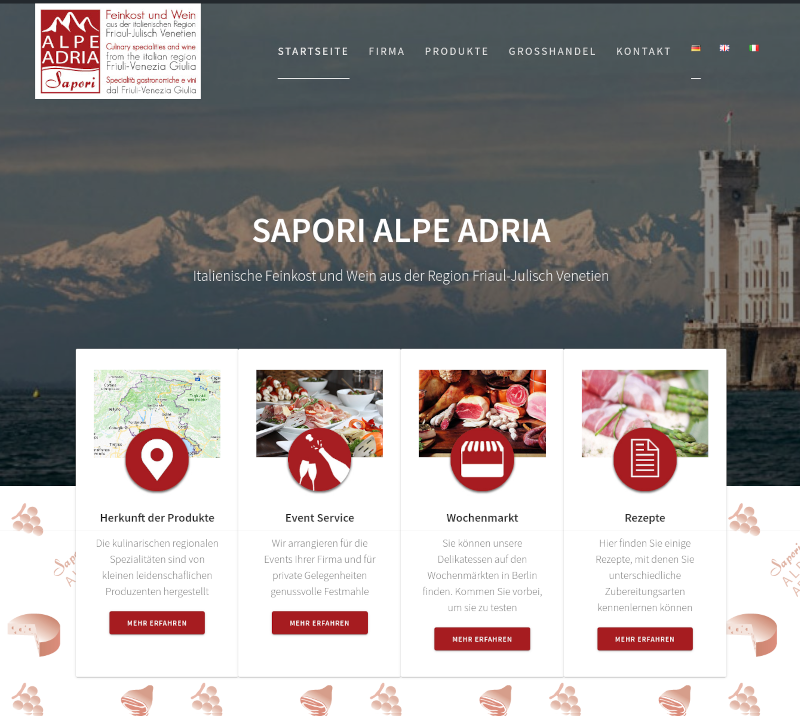 Feinkost und Wein
aus der italienischen Region
Friaul-Julisch Venetien
Culinary specialities and wine
from the italian region
Friuli-Venezia Giulia
Specialità gastronomiche e vini
dal Friuli-Venezia Giulia
ALPE
ADRIA
Sapori
STARTSEITE FIRMA PRODUKTE GROSSHANDEL KONTAKT
SAPORI ALPE ADRIA
Italienische Feinkost und Wein aus der Region Friaul-Julisch Venetien
Herkunft der Produkte
Die kulinarischen regionalen
Spezialitäten sind von
kleinen leidenschaflichen
Produzenten hergestellt
MEHR ERFAHREN
Event Service
Wir arrangieren für die
Events Ihrer Firma und für
private Gelegenheiten
genussvolle Festmahle
MEHR ERFAHREN
Wochenmarkt
Sie können unsere
Delikatessen auf den
Wochenmärkten in Berlin
finden. Kommen Sie vorbei,
um sie zu testen
MEHR ERFAHREN
Rezepte
Hier finden Sie einige
Rezepte, mit denen Sie
unterschiedliche
Zubereitungsarten
kennenlernen können
MEHR ERFAHREN